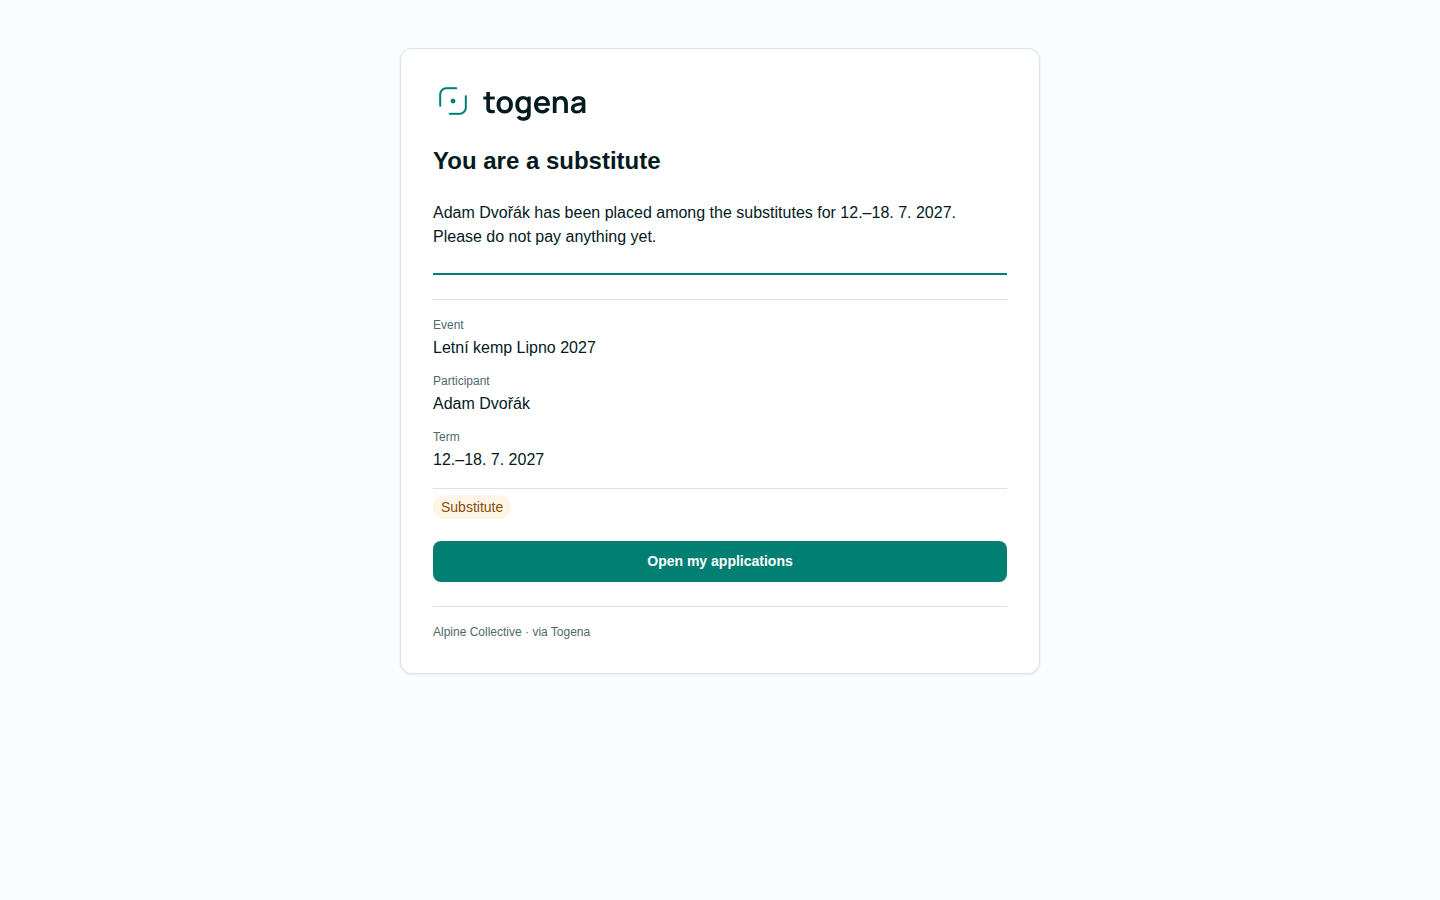 togena
You are a substitute
Adam Dvořák has been placed among the substitutes for 12.–18. 7. 2027.
Please do not pay anything yet.
Event
Letní kemp Lipno 2027
Participant
Adam Dvořák
Term
12.–18. 7. 2027
Substitute
Open my applications
Alpine Collective · via Togena